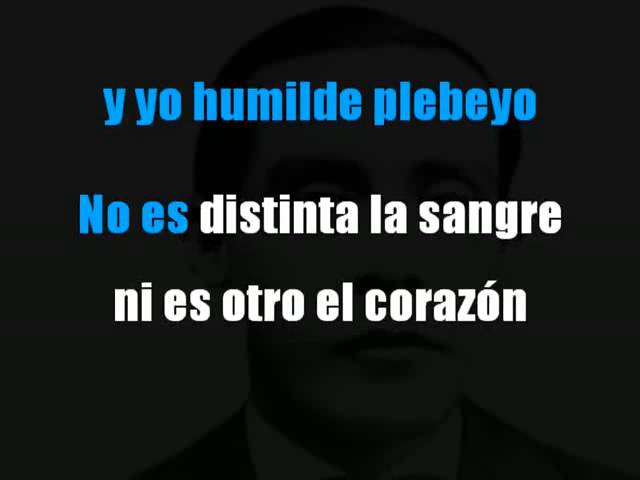 y yo humilde plebeyo
No es distinta la sangre
ni es otro el corazón